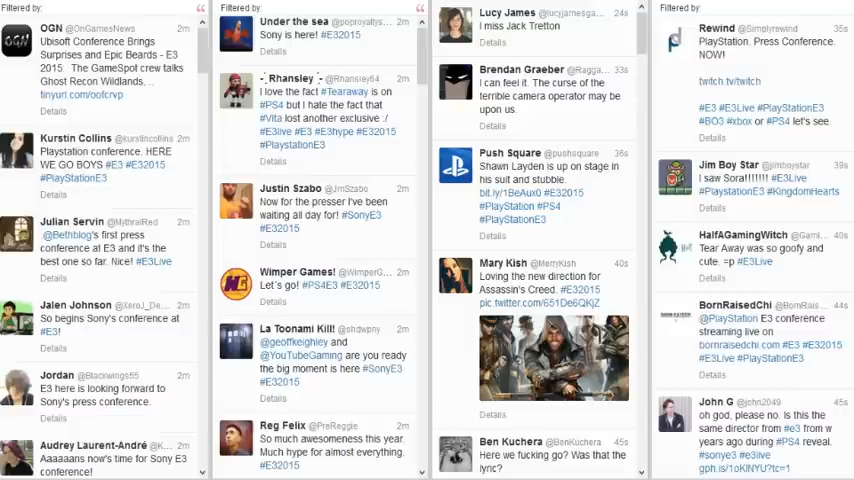 Filtered by:
OGN @OnGamesNews 2m
Ubisoft Conference Brings
Surprises and Epic Beards - E3
2015: The GameSpot crew talks
Ghost Recon Wildlands,...
tinyurl.com/oofcrvp
Details
Kurstin Collins @kurstincollins 2m
Playstation conference. HERE
WE GO BOYS #E3 #E32015
#PlayStationE3
Details
Julian Servin @MythralRed 2m
@Bethblog's first press
conference at E3 and it's the
best one so far. Nice! #E3Live
Details
Jalen Johnson @XeroJ_De... 2m
So begins Sony's conference at
#E3!
Details
Jordan @Blackwings55 2m
E3 here is looking forward to
Sony's press conference.
Details
Audrey Laurent-André @K... 2m
Aaaaaans now's time for Sony E3
conference!
Filtered by:
Under the sea @poproyaltys... 2m
Sony is here! #E32015
Details
Rhansley @Rhansley64 2m
I love the fact #Tearaway is on
#PS4 but I hate the fact that
#Vita lost another exclusive :/
#E3live #E3 #E3hype #E32015
#PlaystationE3
Details
Justin Szabo @JmSzabo 2m
Now for the presser I've been
waiting all day for! #SonyE3
#E32015
Details
Wimper Games! @WimperG... 2m
Let´s go! #PS4E3 #E32015
Details
La Toonami Kill! @shdwpny 2m
@geoffkeighley and
@YouTubeGaming are you ready
the big moment is here #SonyE3
#E32015
Details
Reg Felix @PreReggie 2m
So much awesomeness this year.
Much hype for almost everything.
#E32015
Lucy James @lucyjamesga... 24s
I miss Jack Tretton
Details
Brendan Graeber @Ragga... 33s
I can feel it. The curse of the
terrible camera operator may be
upon us.
Details
Push Square @pushsquare 36s
Shawn Layden is up on stage in
his suit and stubble.
bit.ly/1BeAux0 #E32015
#PlayStation #PS4
#PlayStationE3
Details
Mary Kish @MerryKish 40s
Loving the new direction for
Assassin's Creed. #E32015
pic.twitter.com/651De6QKjZ
Details
Ben Kuchera @BenKuchera 45s
Here we fucking go? Was that the
lyric?
Filtered by:
Rewind @Simplyrewind 35s
PlayStation. Press Conference.
NOW!
twitch.tv/twitch
#E3 #E3Live #PlayStationE3
#BO3 #xbox or #PS4 let's see.
Details
Jim Boy Star @jimboystar 39s
I saw Sora!!!!!!! #E3Live
#PlaystationE3 #KingdomHearts
Details
HalfAGamingWitch @Gami... 40s
Tear Away was so goofy and
cute. =p #E3Live
Details
BornRaisedChi @BornRais... 44s
@PlayStation E3 conference
streaming live on
bornraisedchi.com #E3 #E32015
#E3Live #PlayStationE3
Details
John G @john2049 45s
oh god, please no. Is this the
same director from #e3 from w
years ago during #PS4 reveal.
#sonye3 #e3live
gph.is/1oKlNYU?tc=1